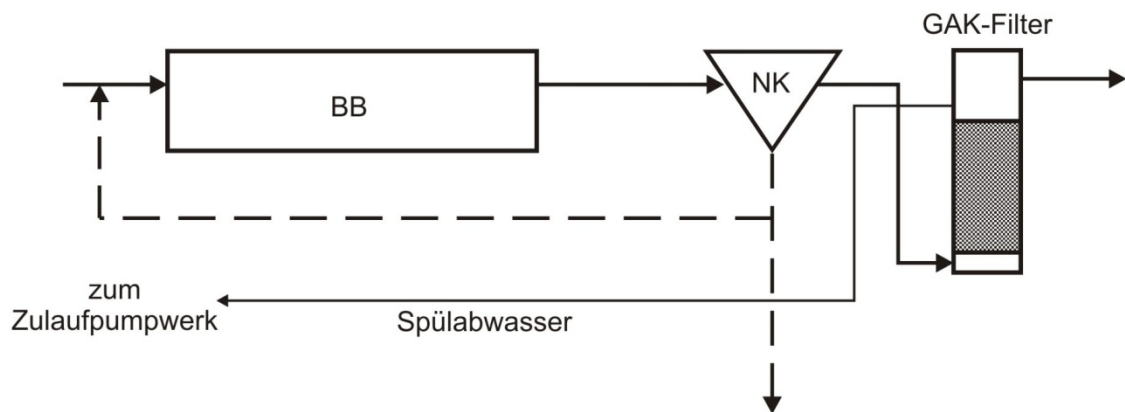 GAK-Filter
BB
NK
zum
Zulaufpumpwerk
Spülabwasser